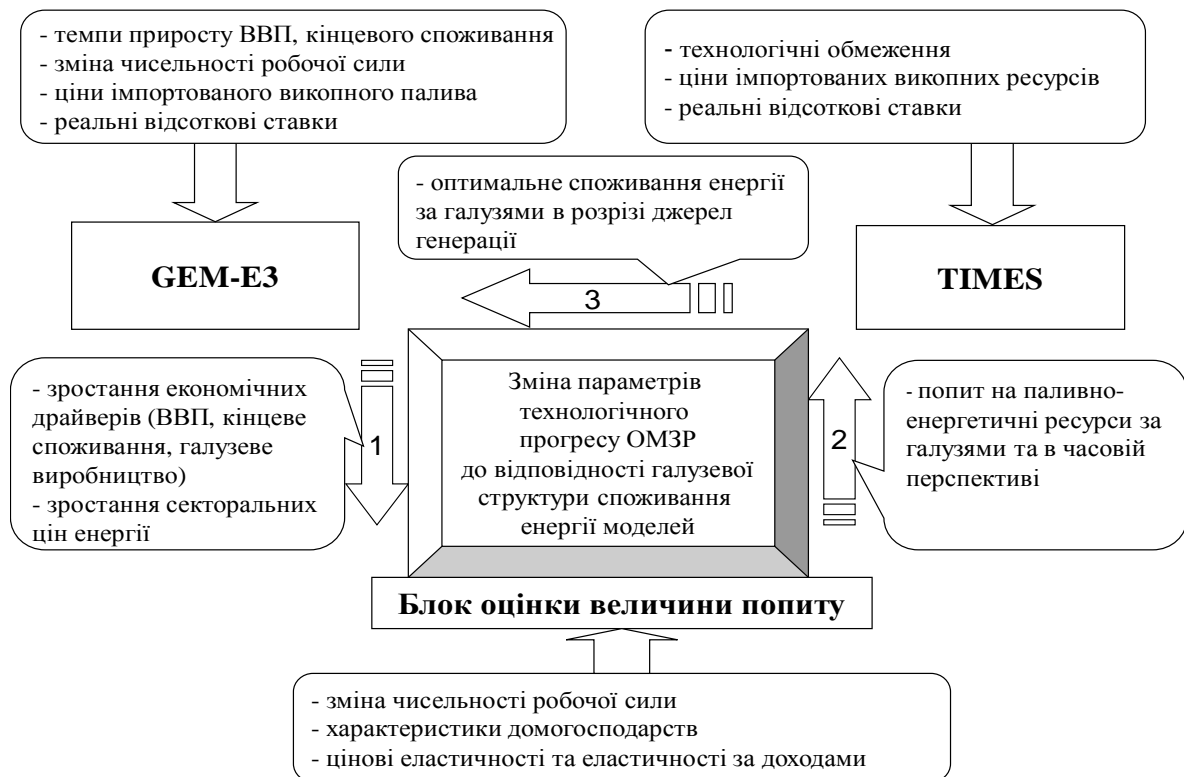 - темпи приросту ВВП, кінцевого споживання
- зміна чисельності робочої сили
- ціни імпортованого викопного палива
- реальні відсоткові ставки
- технологічні обмеження
- ціни імпортованих викопних ресурсів
- реальні відсоткові ставки
- оптимальне споживання енергії
за галузями в розрізі джерел
генерації
GEM-E3
TIMES
3
- зростання економічних
драйверів (ВВП, кінцеве
споживання, галузеве
виробництво)
- зростання секторальних
цін енергії
1
Зміна параметрів
технологічного
прогресу ОМЗР
до відповідності галузевої
структури споживання
енергії моделей
2
- попит на паливно-
енергетичні ресурси за
галузями та в часовій
перспективі
Блок оцінки величини попиту
- зміна чисельності робочої сили
- характеристики домогосподарств
- цінові еластичності та еластичності за доходами